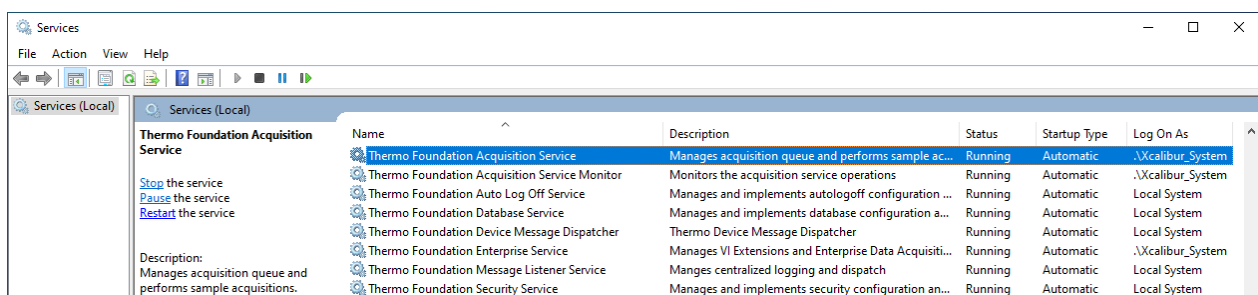 Services
File Action View Help
Services (Local)
Services (Local)
Thermo Foundation Acquisition Service
Stop the service
Pause the service
Restart the service
Description:
Manages acquisition queue and
performs sample acquisitions.
Name Description Status Startup Type Log On As
Thermo Foundation Acquisition Service Manages acquisition queue and performs sample ac... Running Automatic .\Xcalibur_System
Thermo Foundation Acquisition Service Monitor Monitors the acquisition service operations Running Automatic .\Xcalibur_System
Thermo Foundation Auto Log Off Service Manages and implements autologoff configuration ... Running Automatic Local System
Thermo Foundation Database Service Manages and implements database configuration a... Running Automatic Local System
Thermo Foundation Device Message Dispatcher Thermo Device Message Dispatcher Running Automatic Local System
Thermo Foundation Enterprise Service Manages VI Extensions and Enterprise Data Acquisiti... Running Automatic .\Xcalibur_System
Thermo Foundation Message Listener Service Manges centralized logging and dispatch Running Automatic Local System
Thermo Foundation Security Service Manages and implements security configuration an... Running Automatic Local System